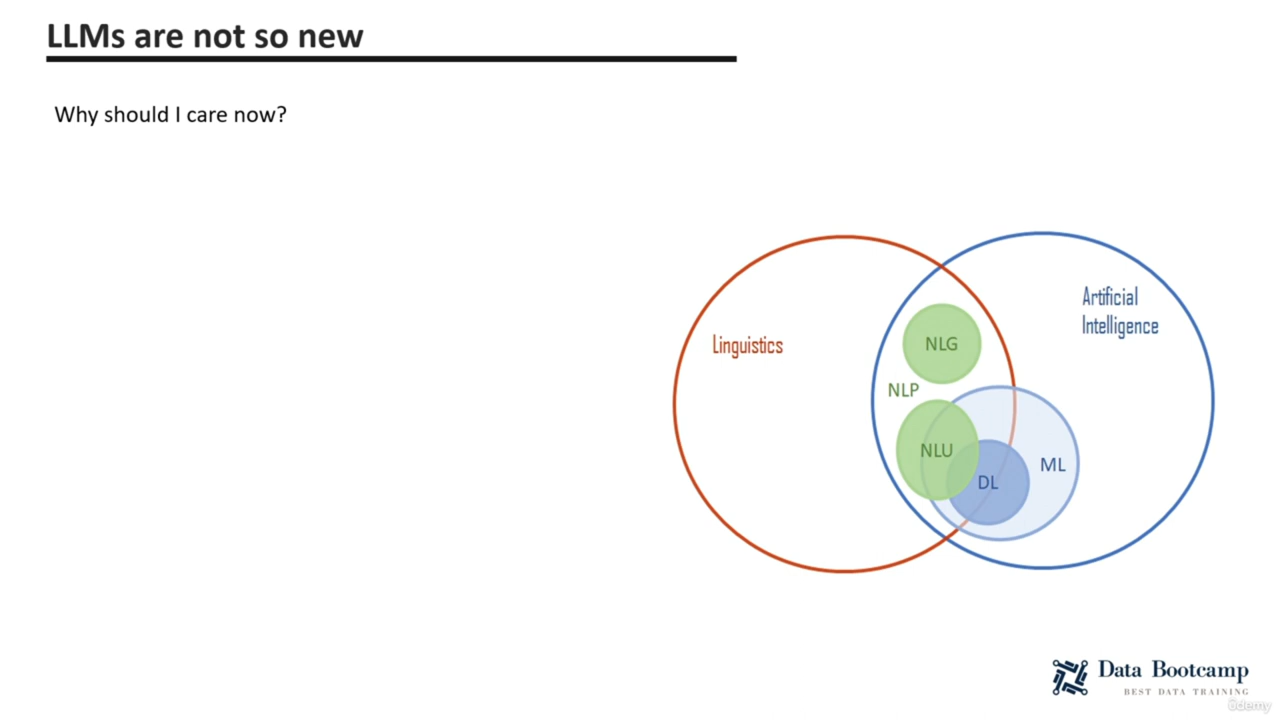 LLMs are not so new
Why should I care now?
Linguistics
Artificial
Intelligence
NLG
NLP
NLU
DL
ML
Data Bootcamp
BEST DATA TRAINING
ûdemy